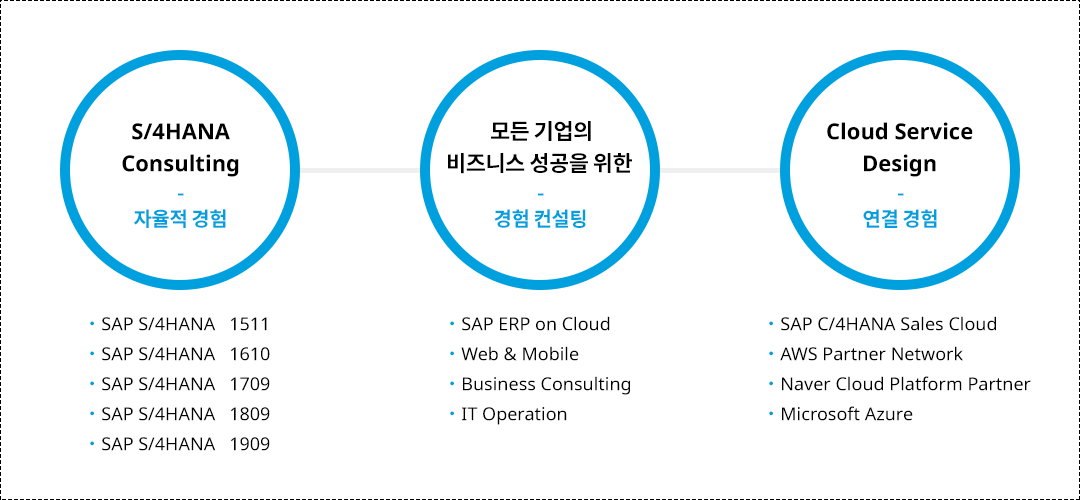 S/4HANA
Consulting
-
자율적 경험
• SAP S/4HANA 1511
• SAP S/4HANA 1610
• SAP S/4HANA 1709
• SAP S/4HANA 1809
• SAP S/4HANA 1909
모든 기업의
비즈니스 성공을 위한
-
경험 컨설팅
• SAP ERP on Cloud
• Web & Mobile
• Business Consulting
• IT Operation
Cloud Service
Design
-
연결 경험
• SAP C/4HANA Sales Cloud
• AWS Partner Network
• Naver Cloud Platform Partner
• Microsoft Azure